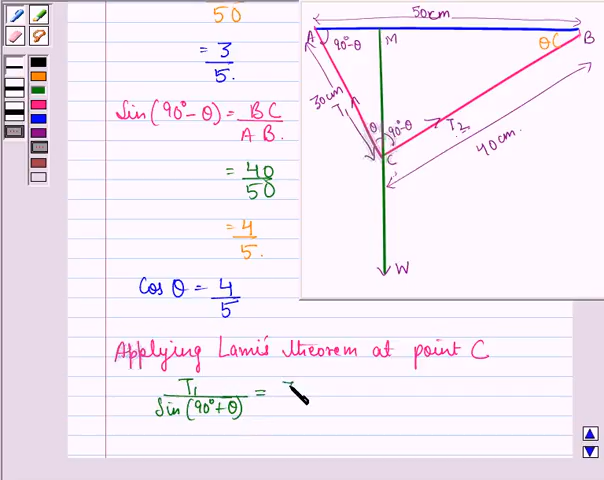 50
= 3/5.
Sin(90°-θ) = BC/AB.
= 40/50
= 4/5.
Cos θ = 4/5
Applying Lami's theorem at point C
T1/Sin(90°+θ) =
50cm
A
90°-θ
M
θ
B
30cm
T1
θ
90°-θ
T2
C
40cm.
W